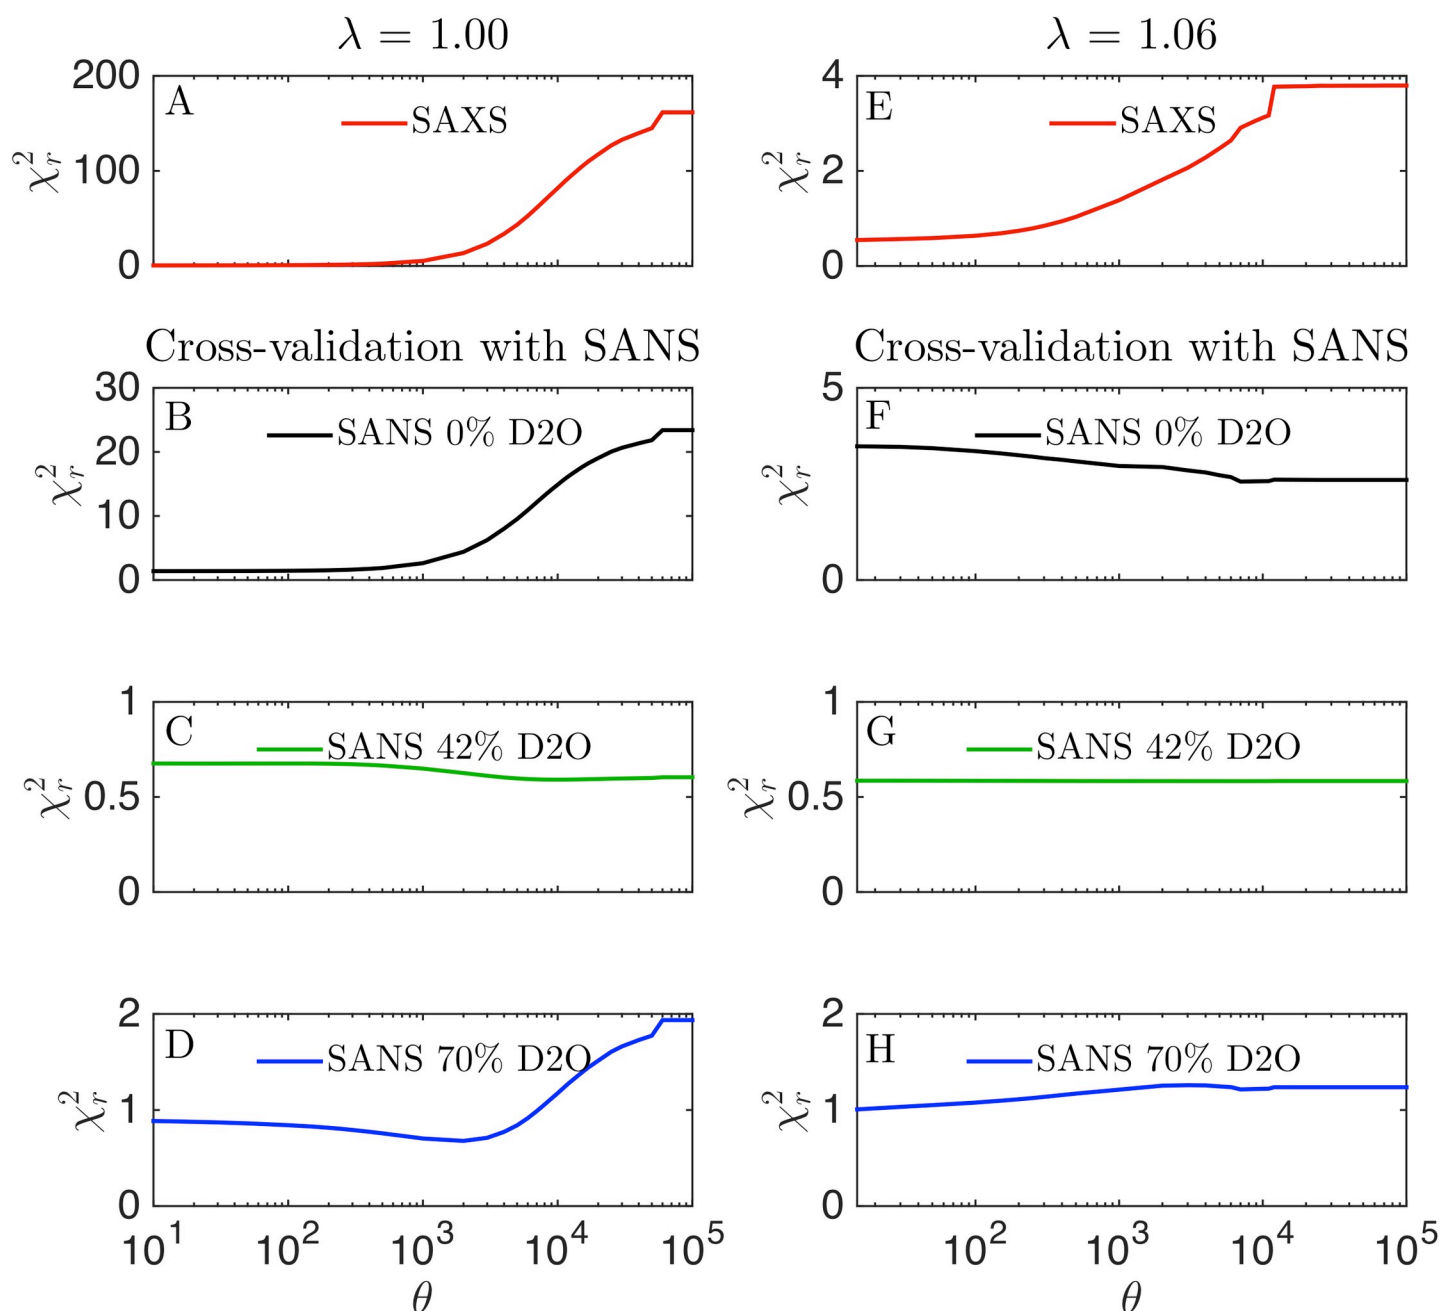 λ = 1.00
200
100
0
χ²ᵣ
A
SAXS
Cross-validation with SANS
30
20
10
0
χ²ᵣ
B
SANS 0% D2O
1
0.5
0
χ²ᵣ
C
SANS 42% D2O
2
1
0
χ²ᵣ
D
SANS 70% D2O
10¹ 10² 10³ 10⁴ 10⁵
θ
λ = 1.06
4
2
0
χ²ᵣ
E
SAXS
Cross-validation with SANS
5
0
χ²ᵣ
F
SANS 0% D2O
1
0.5
0
χ²ᵣ
G
SANS 42% D2O
2
1
0
χ²ᵣ
H
SANS 70% D2O
10² 10³ 10⁴ 10⁵
θ